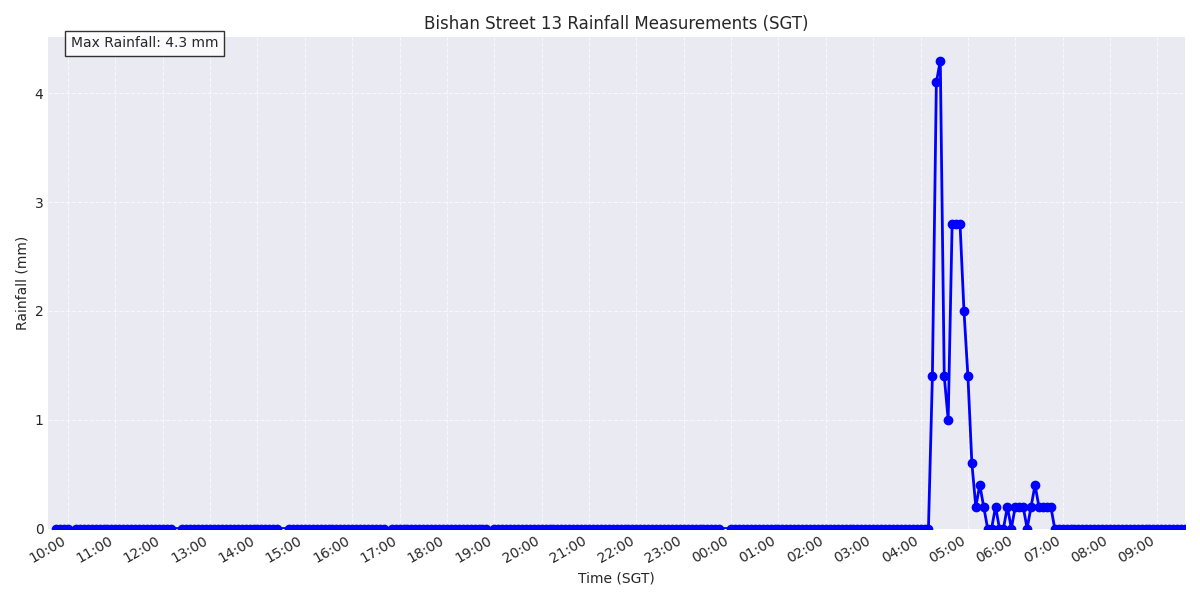 Bishan Street 13 Rainfall Measurements (SGT)
Max Rainfall: 4.3 mm
Rainfall (mm)
4
3
2
1
0
10:00 11:00 12:00 13:00 14:00 15:00 16:00 17:00 18:00 19:00 20:00 21:00 22:00 23:00 00:00 01:00 02:00 03:00 04:00 05:00 06:00 07:00 08:00 09:00
Time (SGT)